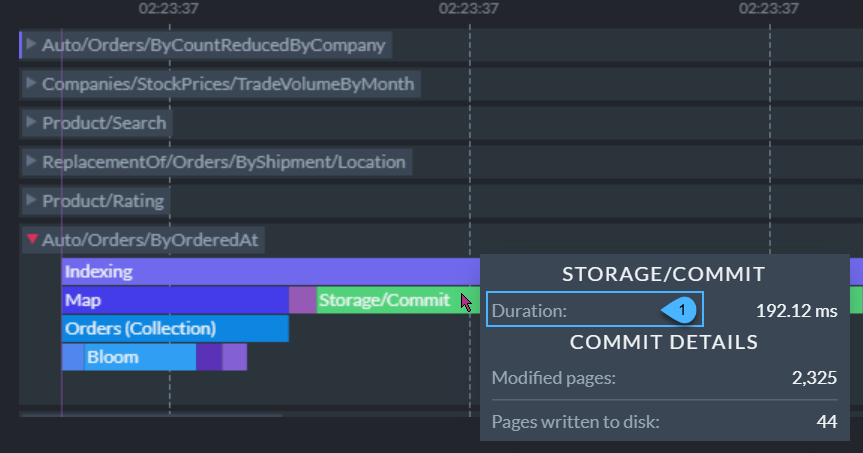 02:23:37 02:23:37 02:23:37
Auto/Orders/ByCountReducedByCompany
Companies/StockPrices/TradeVolumeByMonth
Product/Search
ReplacementOf/Orders/ByShipment/Location
Product/Rating
Auto/Orders/ByOrderedAt
Indexing
Map Storage/Commit
Orders (Collection)
Bloom
STORAGE/COMMIT
Duration: 1 192.12 ms
COMMIT DETAILS
Modified pages: 2,325
Pages written to disk: 44